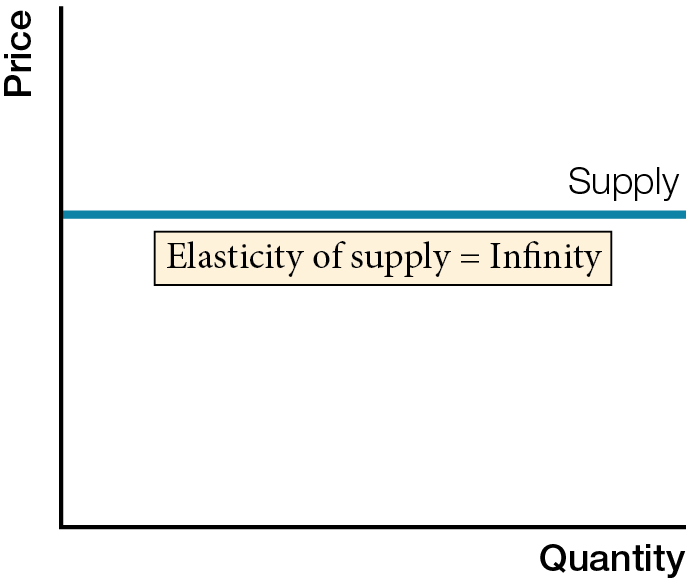 Price
Supply
Elasticity of supply = Infinity
Quantity